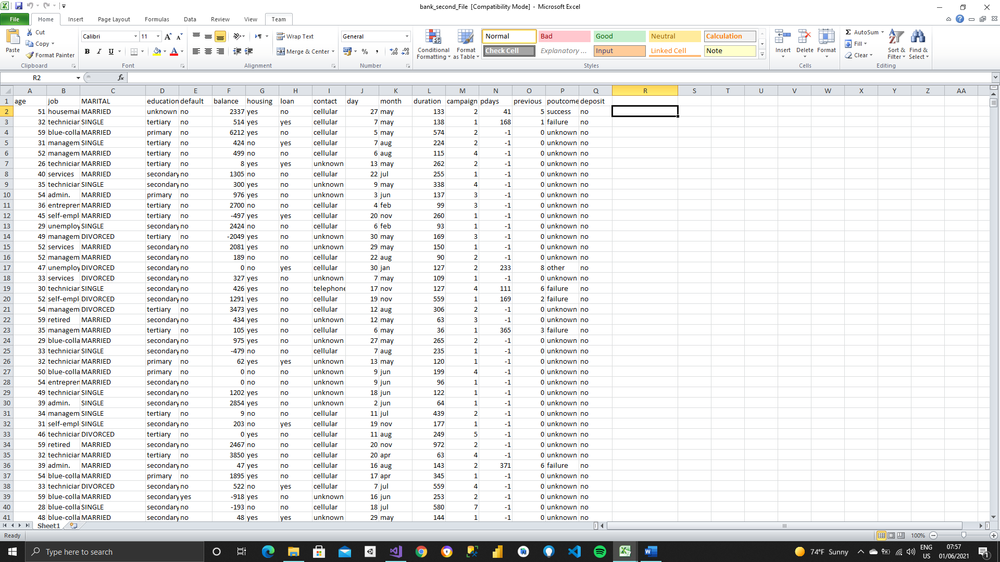 bank_second_File [Compatibility Mode] - Microsoft Excel
File Home Insert Page Layout Formulas Data Review View Team
Paste Cut Copy Format Painter Clipboard
Calibri 11 B I U Font
Wrap Text Merge & Center Alignment
General % , Number
Conditional Formatting Format as Table Normal Bad Good Neutral Calculation
Check Cell Explanatory ... Input Linked Cell Note Styles
Insert Delete Format Cells
AutoSum Fill Clear Sort & Filter Find & Select Editing
R2 fx
A B C D E F G H I J K L M N O P Q R S T U V W X Y Z AA
1 age job MARITAL education default balance housing loan contact day month duration campaign pdays previous poutcome deposit
2 51 housemai MARRIED unknown no 2337 yes no cellular 27 may 133 2 41 5 success no
3 32 technician SINGLE tertiary no 514 yes yes cellular 7 may 138 1 168 1 failure no
4 59 blue-colla MARRIED primary no 6212 yes no cellular 5 may 574 2 -1 0 unknown no
5 31 managem SINGLE tertiary no 424 no yes cellular 7 aug 224 2 -1 0 unknown no
6 52 managem MARRIED tertiary no 499 no no cellular 6 aug 115 4 -1 0 unknown no
7 26 technician MARRIED tertiary no 8 yes yes unknown 13 may 262 2 -1 0 unknown no
8 40 services MARRIED secondary no 1305 no no cellular 22 jul 255 1 -1 0 unknown no
9 35 technician SINGLE secondary no 300 yes no unknown 9 may 338 4 -1 0 unknown no
10 54 admin. MARRIED primary no 976 yes no unknown 3 jun 137 3 -1 0 unknown no
11 36 entrepren MARRIED tertiary no 2700 no no cellular 4 feb 99 3 -1 0 unknown no
12 45 self-empl MARRIED tertiary no -497 yes yes cellular 20 nov 260 1 -1 0 unknown no
13 29 unemploy SINGLE secondary no 2424 no no cellular 6 feb 93 1 -1 0 unknown no
14 49 managem DIVORCED tertiary no -2049 yes no unknown 30 may 169 3 -1 0 unknown no
15 52 services MARRIED secondary no 2081 yes no unknown 29 may 150 1 -1 0 unknown no
16 52 managem MARRIED secondary no 189 no no cellular 22 aug 90 2 -1 0 unknown no
17 47 unemploy DIVORCED secondary no 0 no yes cellular 30 jan 127 2 233 8 other no
18 33 services DIVORCED secondary no 327 yes no unknown 7 may 109 1 -1 0 unknown no
19 30 technician SINGLE secondary no 426 yes no telephone 17 nov 127 4 111 6 failure no
20 52 self-empl DIVORCED secondary no 1291 yes no cellular 19 nov 559 1 169 2 failure no
21 54 managem DIVORCED tertiary no 3473 yes no cellular 12 aug 306 2 -1 0 unknown no
22 59 retired MARRIED secondary no 434 yes no unknown 12 may 63 3 -1 0 unknown no
23 35 managem MARRIED tertiary no 105 yes no cellular 6 may 36 1 365 3 failure no
24 29 blue-colla MARRIED secondary no 975 yes no unknown 27 may 265 2 -1 0 unknown no
25 33 technician SINGLE secondary no -479 no no cellular 7 aug 235 1 -1 0 unknown no
26 32 technician MARRIED primary no 62 yes yes unknown 13 may 120 1 -1 0 unknown no
27 50 blue-colla MARRIED primary no 0 no no unknown 9 jun 199 4 -1 0 unknown no
28 54 entrepren MARRIED secondary no 0 no no unknown 9 jun 96 1 -1 0 unknown no
29 49 technician SINGLE secondary no 1202 yes no unknown 18 jun 122 1 -1 0 unknown no
30 39 admin. SINGLE secondary no 2854 yes no unknown 2 jun 64 1 -1 0 unknown no
31 34 managem SINGLE tertiary no 9 no no cellular 11 jul 439 2 -1 0 unknown no
32 31 self-empl SINGLE secondary no 203 no yes cellular 19 nov 177 1 -1 0 unknown no
33 46 technician DIVORCED tertiary no 0 yes no cellular 11 aug 249 5 -1 0 unknown no
34 59 retired MARRIED secondary no 2467 no no cellular 20 nov 972 2 -1 0 unknown no
35 32 technician MARRIED tertiary no 3850 yes no cellular 20 apr 63 4 -1 0 unknown no
36 39 admin. MARRIED secondary no 47 yes no cellular 16 aug 143 2 371 6 failure no
37 54 blue-colla MARRIED primary no 1895 yes no cellular 17 apr 345 1 -1 0 unknown no
38 33 technician DIVORCED secondary no 522 no yes cellular 7 jul 559 4 -1 0 unknown no
39 59 blue-colla MARRIED secondary yes -918 yes no unknown 16 jun 253 2 -1 0 unknown no
40 28 blue-colla SINGLE secondary no -193 no no cellular 18 jul 580 7 -1 0 unknown no
41 48 blue-colla MARRIED secondary no 48 yes yes unknown 29 may 144 1 -1 0 unknown no
Sheet1
Ready 100%
Type here to search 74°F Sunny ENG US 07:57 01/06/2021